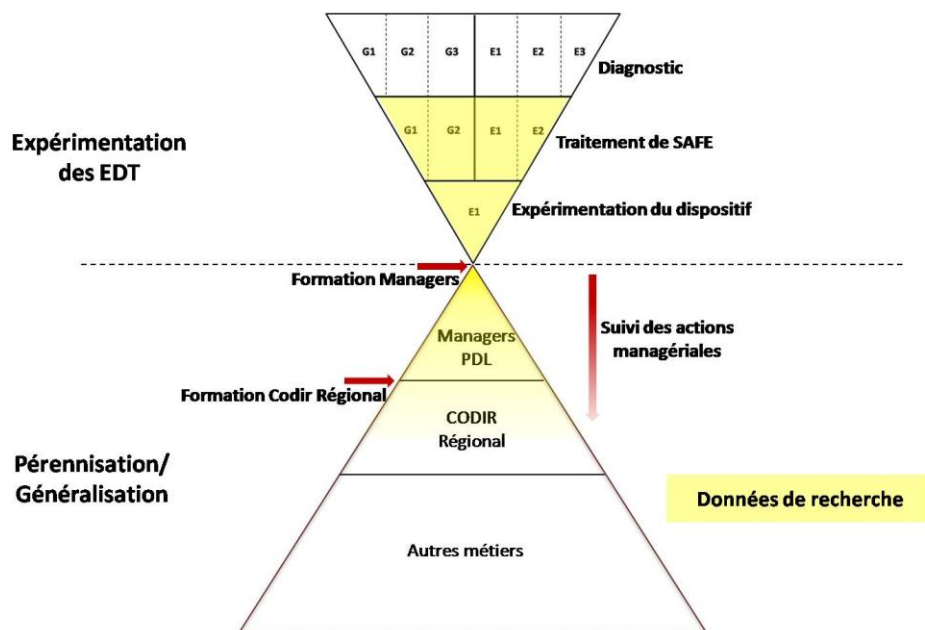 G1 G2 G3 E1 E2 E3
Diagnostic
Expérimentation
des EDT
G1 G2 E1 E2
Traitement de SAFE
E1
Expérimentation du dispositif
Formation Managers
Suivi des actions
managériales
Managers
PDL
Formation Codir Régional
CODIR
Régional
Pérennisation/
Généralisation
Données de recherche
Autres métiers